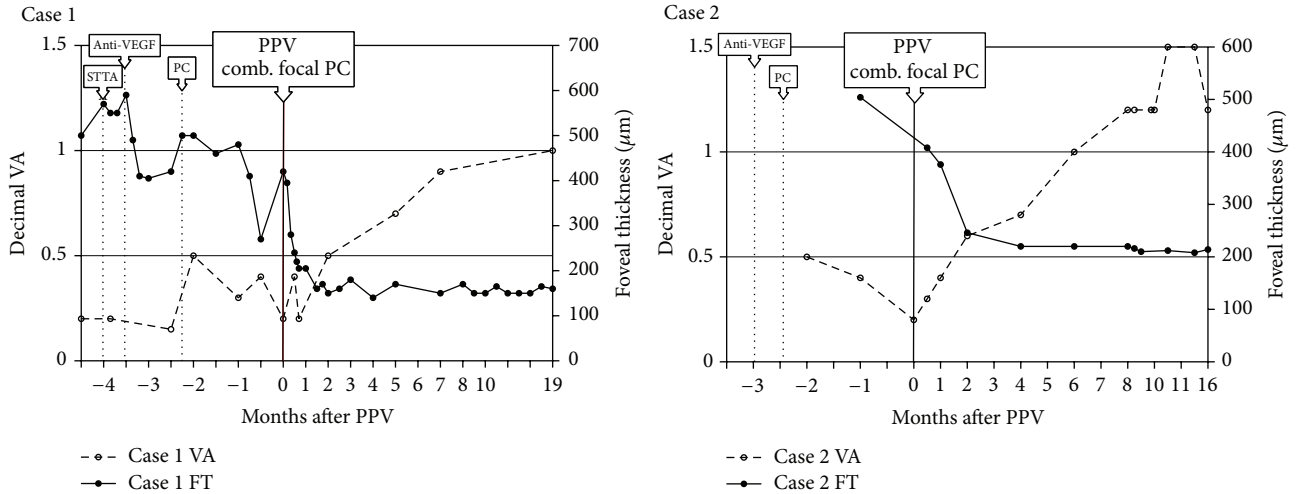 Case 1
Anti-VEGF
STTA
PC
PPV
comb. focal PC
1.5
1
0.5
0
Decimal VA
700
600
500
400
300
200
100
0
Foveal thickness (μm)
−4 −3 −2 −1 0 1 2 3 4 5 6 7 8 10 19
Months after PPV
Case 1 VA
Case 1 FT
Case 2
Anti-VEGF
PC
PPV
comb. focal PC
1.5
1
0.5
0
Decimal VA
600
500
400
300
200
100
0
Foveal thickness (μm)
−3 −2 0 1 2 4 5 6 7 8 10 11 16
Months after PPV
Case 2 VA
Case 2 FT